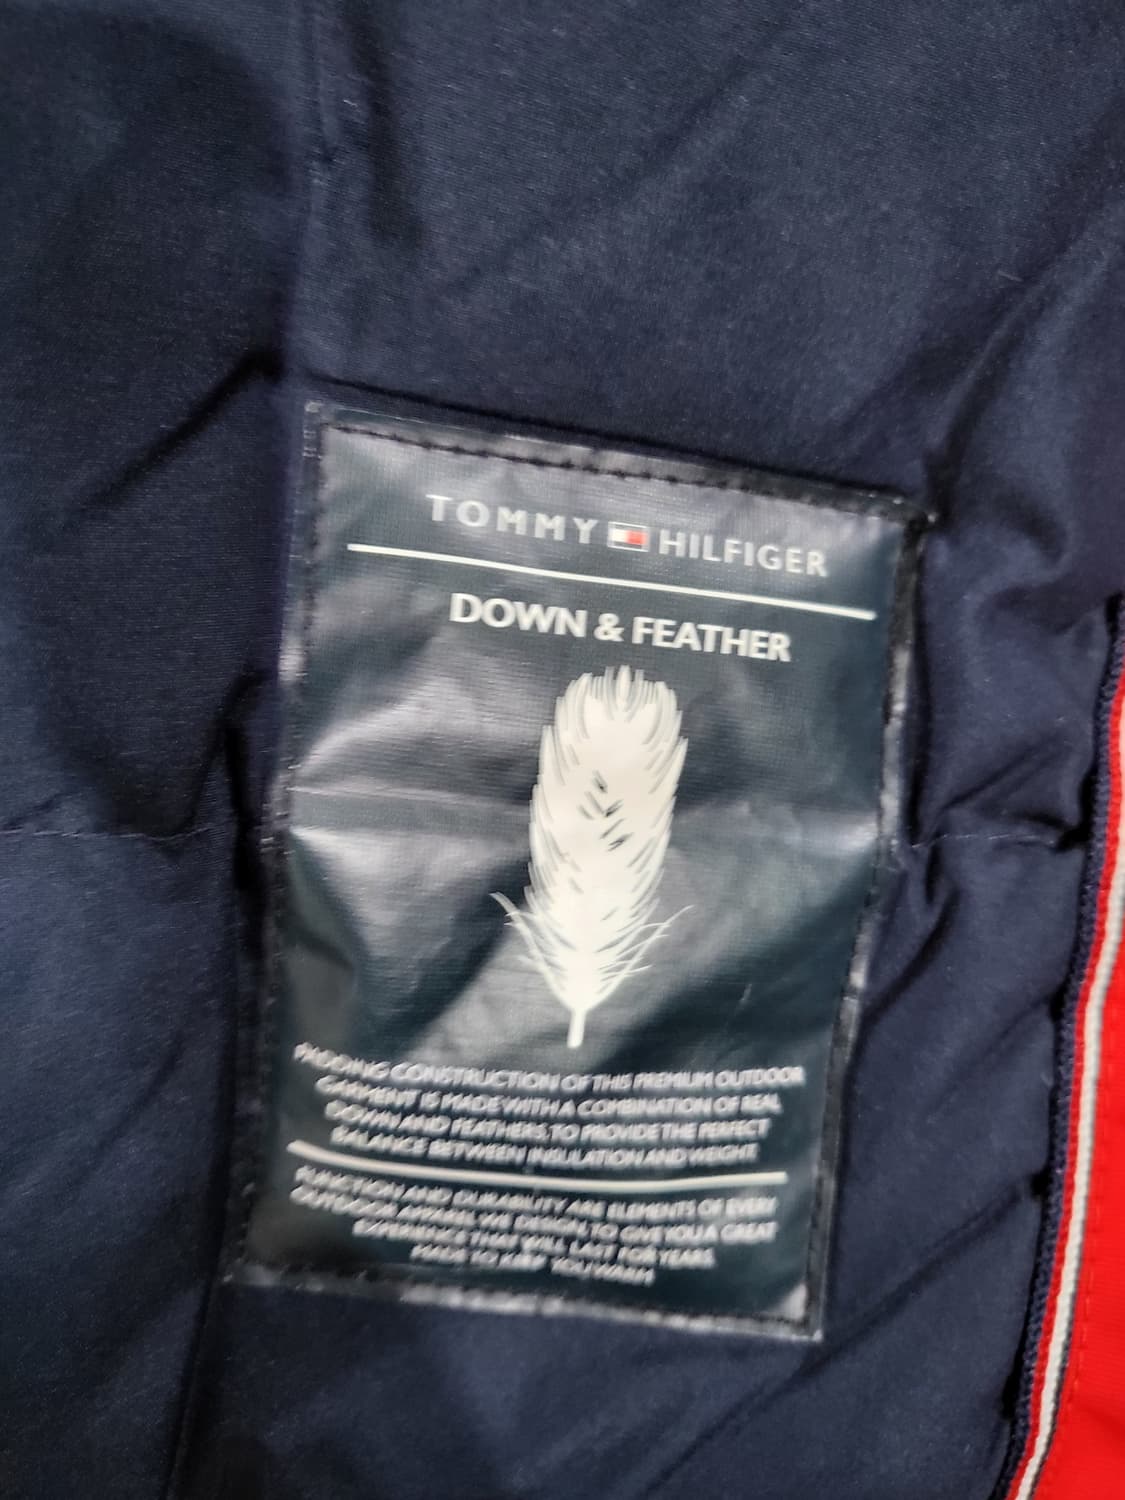 TOMMY HILFIGER
DOWN & FEATHER
PADDING CONSTRUCTION OF THIS PREMIUM OUTDOOR
GARMENT IS MADE WITH A COMBINATION OF REAL
DOWN AND FEATHERS, TO PROVIDE THE PERFECT
BALANCE BETWEEN INSULATION AND WEIGHT
FUNCTION AND DURABILITY ARE ELEMENTS OF EVERY
OUTDOOR APPAREL WE DESIGN, TO GIVE YOU A GREAT
EXPERIENCE THAT WILL LAST FOR YEARS.
MADE TO KEEP YOU WARM